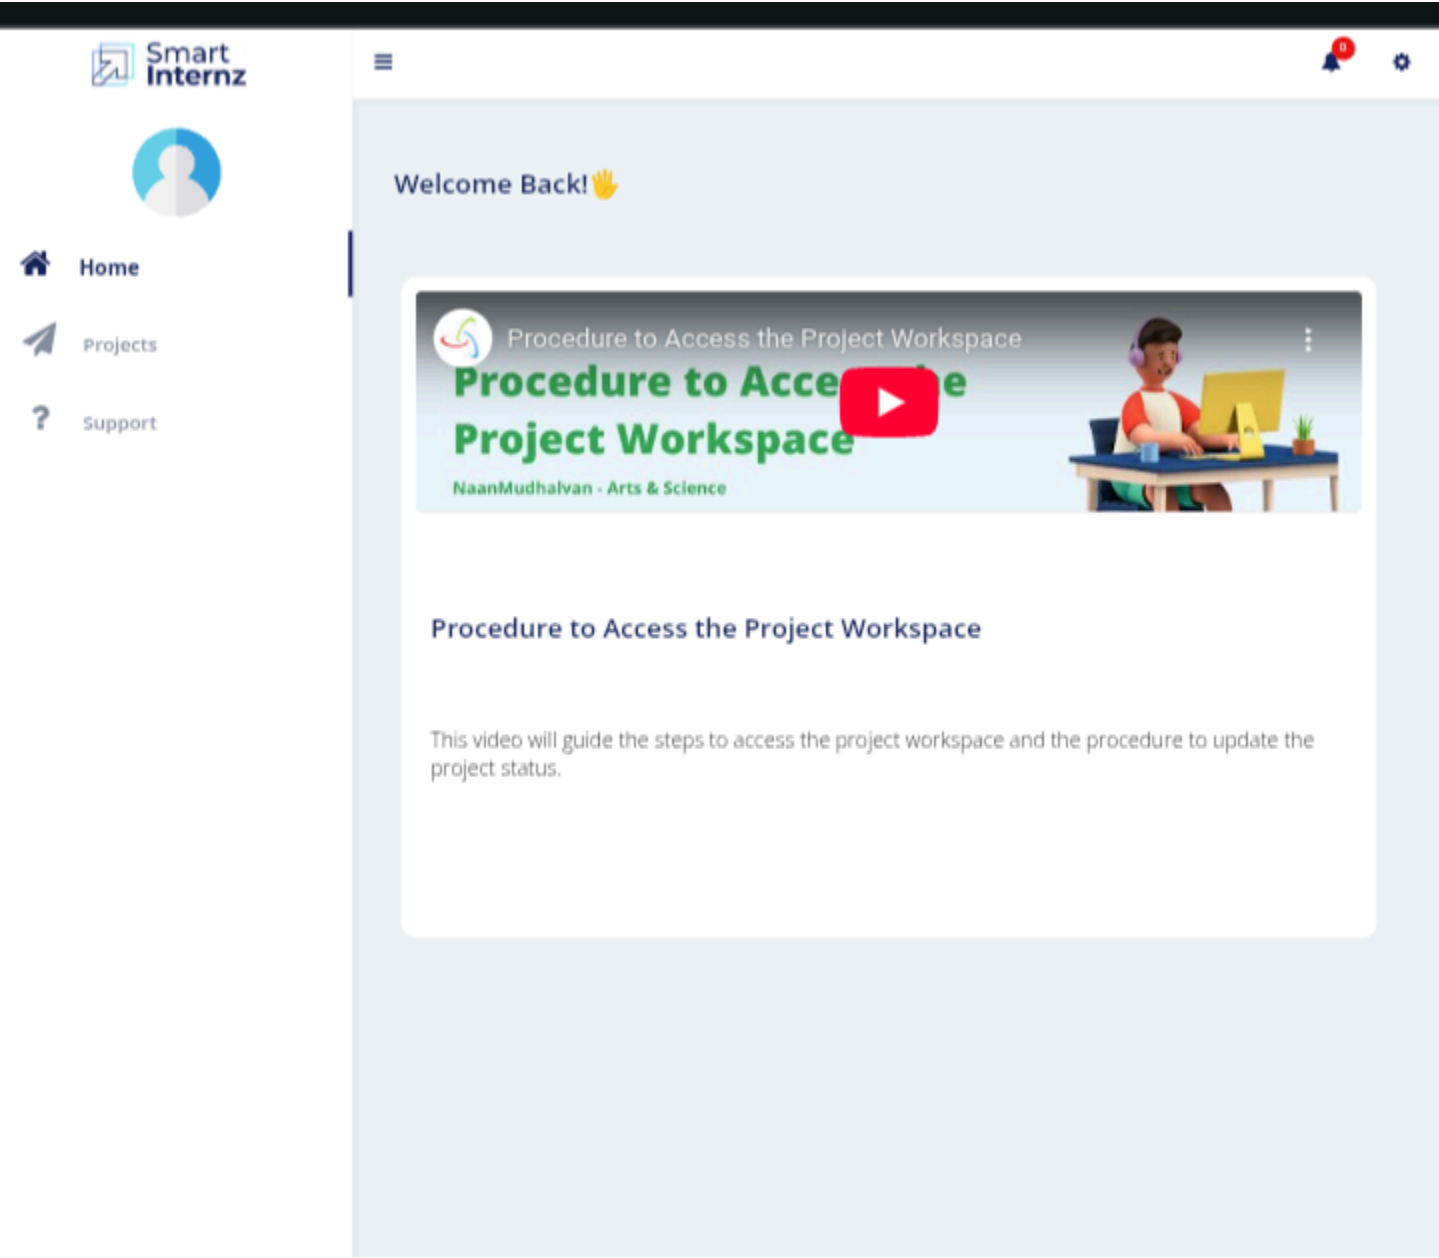 Smart
Internz
0
Home
Projects
Support
Welcome Back!🖐
Procedure to Access the Project Workspace
Procedure to Acce he
Project Workspace
NaanMudhalvan - Arts & Science
Procedure to Access the Project Workspace
This video will guide the steps to access the project workspace and the procedure to update the
project status.